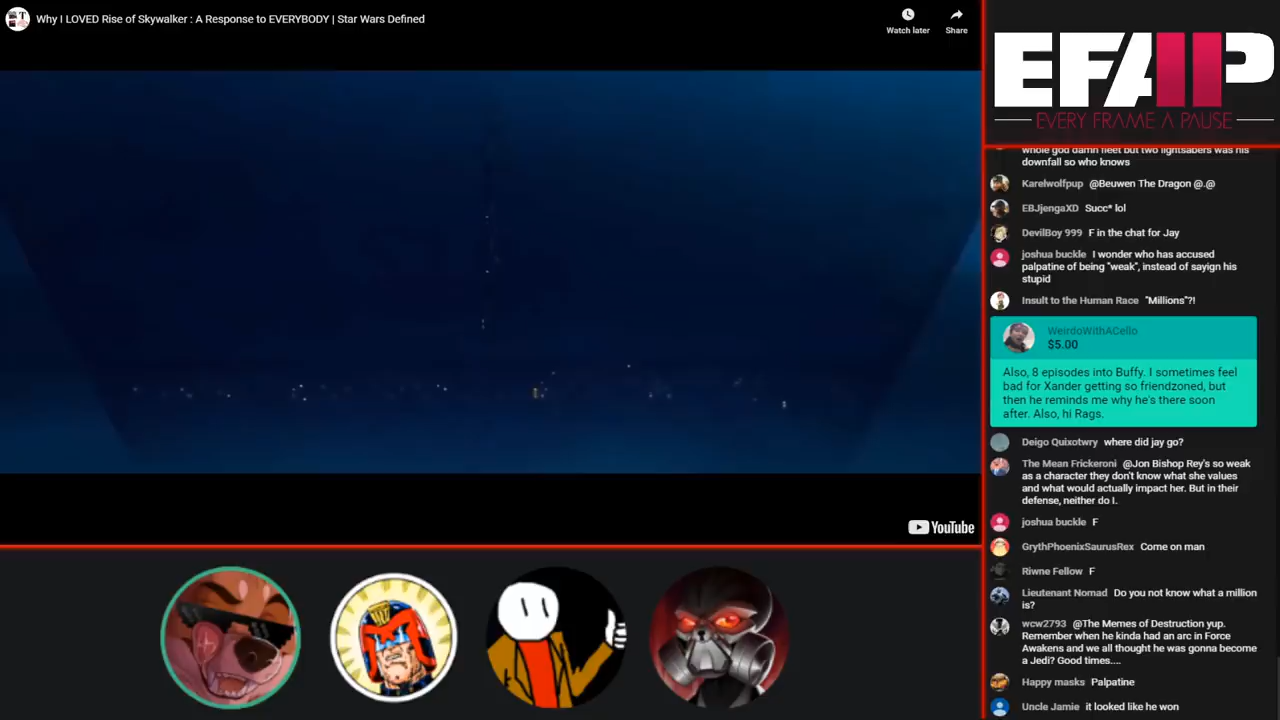 Why I LOVED Rise of Skywalker : A Response to EVERYBODY | Star Wars Defined
Watch later
Share
YouTube
EFAP
EVERY FRAME A PAUSE
whole god damn fleet but two lightsabers was his
downfall so who knows
Karelwolfpup @Beuwen The Dragon @.@
EBJjengaXD Succ* lol
DevilBoy 999 F in the chat for Jay
joshua buckle I wonder who has accused
palpatine of being "weak", instead of sayign his
stupid
Insult to the Human Race "Millions"?!
WeirdoWithACello
$5.00
Also, 8 episodes into Buffy. I sometimes feel
bad for Xander getting so friendzoned, but
then he reminds me why he's there soon
after. Also, hi Rags.
Deigo Quixotwry where did jay go?
The Mean Frickeroni @Jon Bishop Rey's so weak
as a character they don't know what she values
and what would actually impact her. But in their
defense, neither do I.
joshua buckle F
GrythPhoenixSaurusRex Come on man
Riwne Fellow F
Lieutenant Nomad Do you not know what a million
is?
wcw2793 @The Memes of Destruction yup.
Remember when he kinda had an arc in Force
Awakens and we all thought he was gonna become
a Jedi? Good times....
Happy masks Palpatine
Uncle Jamie it looked like he won